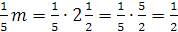 1/5 m = 1/5 · 2 1/2 = 1/5 · 5/2 = 1/2